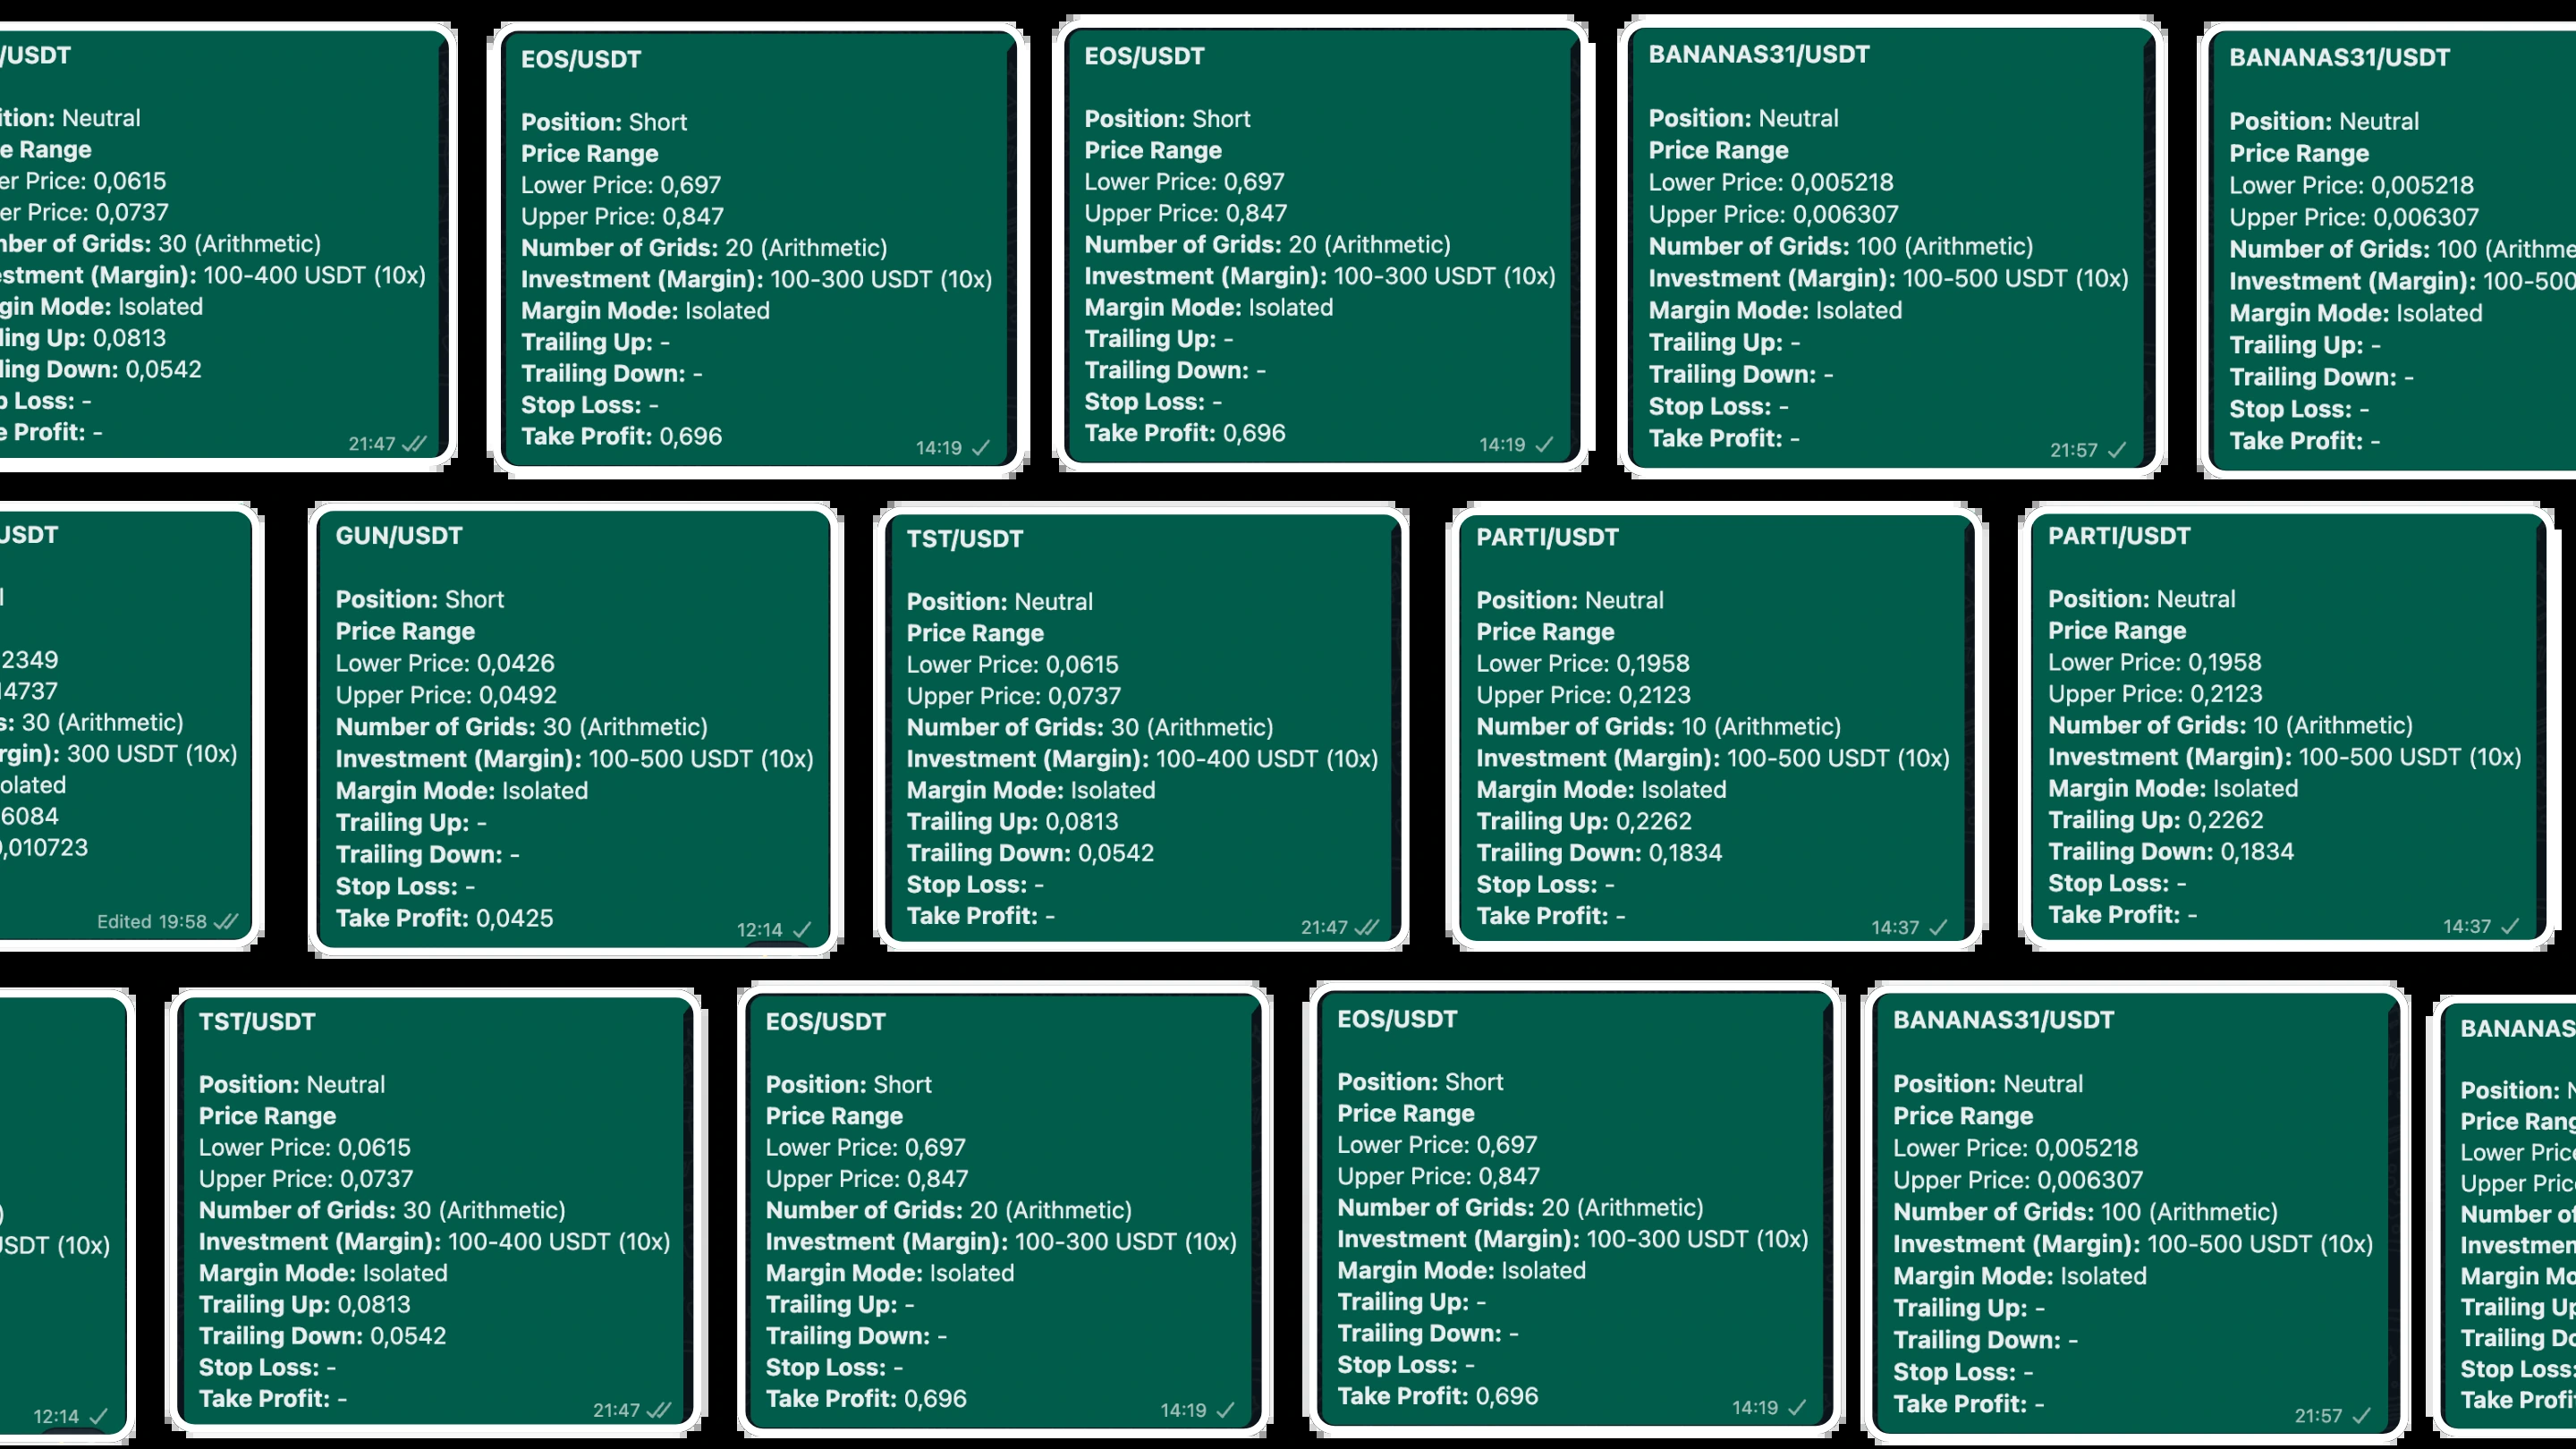 /USDT
ition: Neutral
e Range
er Price: 0,0615
er Price: 0,0737
nber of Grids: 30 (Arithmetic)
estment (Margin): 100-400 USDT (10x)
gin Mode: Isolated
ling Up: 0,0813
ling Down: 0,0542
p Loss: -
e Profit: -
21:47
EOS/USDT
Position: Short
Price Range
Lower Price: 0,697
Upper Price: 0,847
Number of Grids: 20 (Arithmetic)
Investment (Margin): 100-300 USDT (10x)
Margin Mode: Isolated
Trailing Up: -
Trailing Down: -
Stop Loss: -
Take Profit: 0,696
14:19
EOS/USDT
Position: Short
Price Range
Lower Price: 0,697
Upper Price: 0,847
Number of Grids: 20 (Arithmetic)
Investment (Margin): 100-300 USDT (10x)
Margin Mode: Isolated
Trailing Up: -
Trailing Down: -
Stop Loss: -
Take Profit: 0,696
14:19
BANANAS31/USDT
Position: Neutral
Price Range
Lower Price: 0,005218
Upper Price: 0,006307
Number of Grids: 100 (Arithmetic)
Investment (Margin): 100-500 USDT (10x)
Margin Mode: Isolated
Trailing Up: -
Trailing Down: -
Stop Loss: -
Take Profit: -
21:57
BANANAS31/USDT
Position: Neutral
Price Range
Lower Price: 0,005218
Upper Price: 0,006307
Number of Grids: 100 (Arithme
Investment (Margin): 100-500
Margin Mode: Isolated
Trailing Up: -
Trailing Down: -
Stop Loss: -
Take Profit: -
USDT
l
2349
14737
s: 30 (Arithmetic)
rgin): 300 USDT (10x)
olated
6084
0,010723
Edited 19:58
GUN/USDT
Position: Short
Price Range
Lower Price: 0,0426
Upper Price: 0,0492
Number of Grids: 30 (Arithmetic)
Investment (Margin): 100-500 USDT (10x)
Margin Mode: Isolated
Trailing Up: -
Trailing Down: -
Stop Loss: -
Take Profit: 0,0425
12:14
TST/USDT
Position: Neutral
Price Range
Lower Price: 0,0615
Upper Price: 0,0737
Number of Grids: 30 (Arithmetic)
Investment (Margin): 100-400 USDT (10x)
Margin Mode: Isolated
Trailing Up: 0,0813
Trailing Down: 0,0542
Stop Loss: -
Take Profit: -
21:47
PARTI/USDT
Position: Neutral
Price Range
Lower Price: 0,1958
Upper Price: 0,2123
Number of Grids: 10 (Arithmetic)
Investment (Margin): 100-500 USDT (10x)
Margin Mode: Isolated
Trailing Up: 0,2262
Trailing Down: 0,1834
Stop Loss: -
Take Profit: -
14:37
PARTI/USDT
Position: Neutral
Price Range
Lower Price: 0,1958
Upper Price: 0,2123
Number of Grids: 10 (Arithmetic)
Investment (Margin): 100-500 USDT (10x)
Margin Mode: Isolated
Trailing Up: 0,2262
Trailing Down: 0,1834
Stop Loss: -
Take Profit: -
14:37
)
JSDT (10x)
12:14
TST/USDT
Position: Neutral
Price Range
Lower Price: 0,0615
Upper Price: 0,0737
Number of Grids: 30 (Arithmetic)
Investment (Margin): 100-400 USDT (10x)
Margin Mode: Isolated
Trailing Up: 0,0813
Trailing Down: 0,0542
Stop Loss: -
Take Profit: -
21:47
EOS/USDT
Position: Short
Price Range
Lower Price: 0,697
Upper Price: 0,847
Number of Grids: 20 (Arithmetic)
Investment (Margin): 100-300 USDT (10x)
Margin Mode: Isolated
Trailing Up: -
Trailing Down: -
Stop Loss: -
Take Profit: 0,696
14:19
EOS/USDT
Position: Short
Price Range
Lower Price: 0,697
Upper Price: 0,847
Number of Grids: 20 (Arithmetic)
Investment (Margin): 100-300 USDT (10x)
Margin Mode: Isolated
Trailing Up: -
Trailing Down: -
Stop Loss: -
Take Profit: 0,696
14:19
BANANAS31/USDT
Position: Neutral
Price Range
Lower Price: 0,005218
Upper Price: 0,006307
Number of Grids: 100 (Arithmetic)
Investment (Margin): 100-500 USDT (10x)
Margin Mode: Isolated
Trailing Up: -
Trailing Down: -
Stop Loss: -
Take Profit: -
21:57
BANANAS
Position: N
Price Rang
Lower Price
Upper Price
Number of
Investmen
Margin Mo
Trailing Up
Trailing Do
Stop Loss:
Take Profi